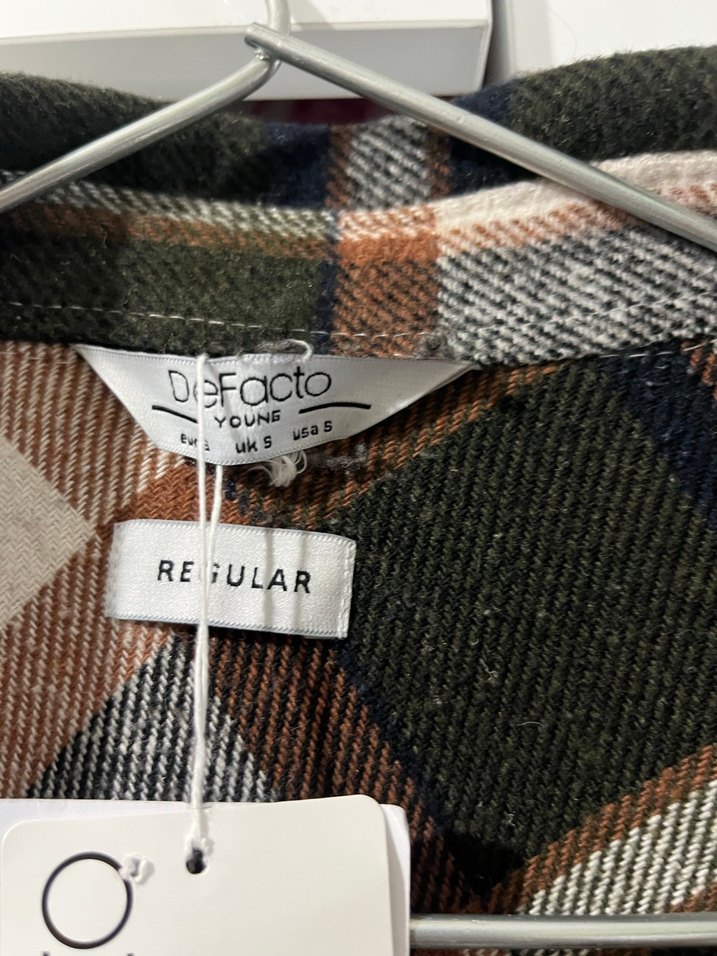 DeFacto
YOUNG
uk S usa S
REGULAR